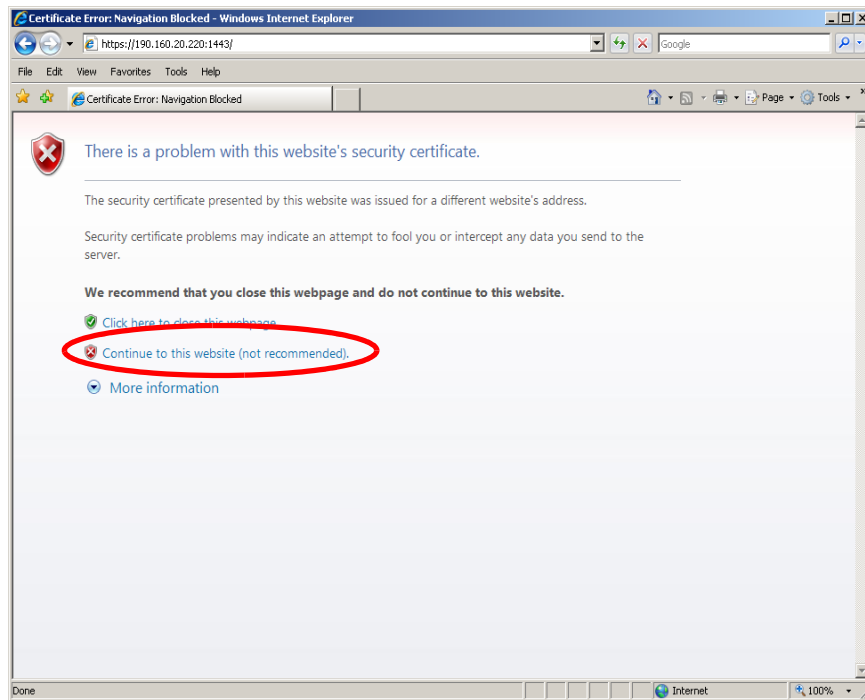 Certificate Error: Navigation Blocked - Windows Internet Explorer
https://190.160.20.220:1443/
Google
File Edit View Favorites Tools Help
Certificate Error: Navigation Blocked
Page Tools
There is a problem with this website's security certificate.
The security certificate presented by this website was issued for a different website's address.
Security certificate problems may indicate an attempt to fool you or intercept any data you send to the
server.
We recommend that you close this webpage and do not continue to this website.
Click here to close this webpage.
Continue to this website (not recommended).
More information
Done
Internet
100%